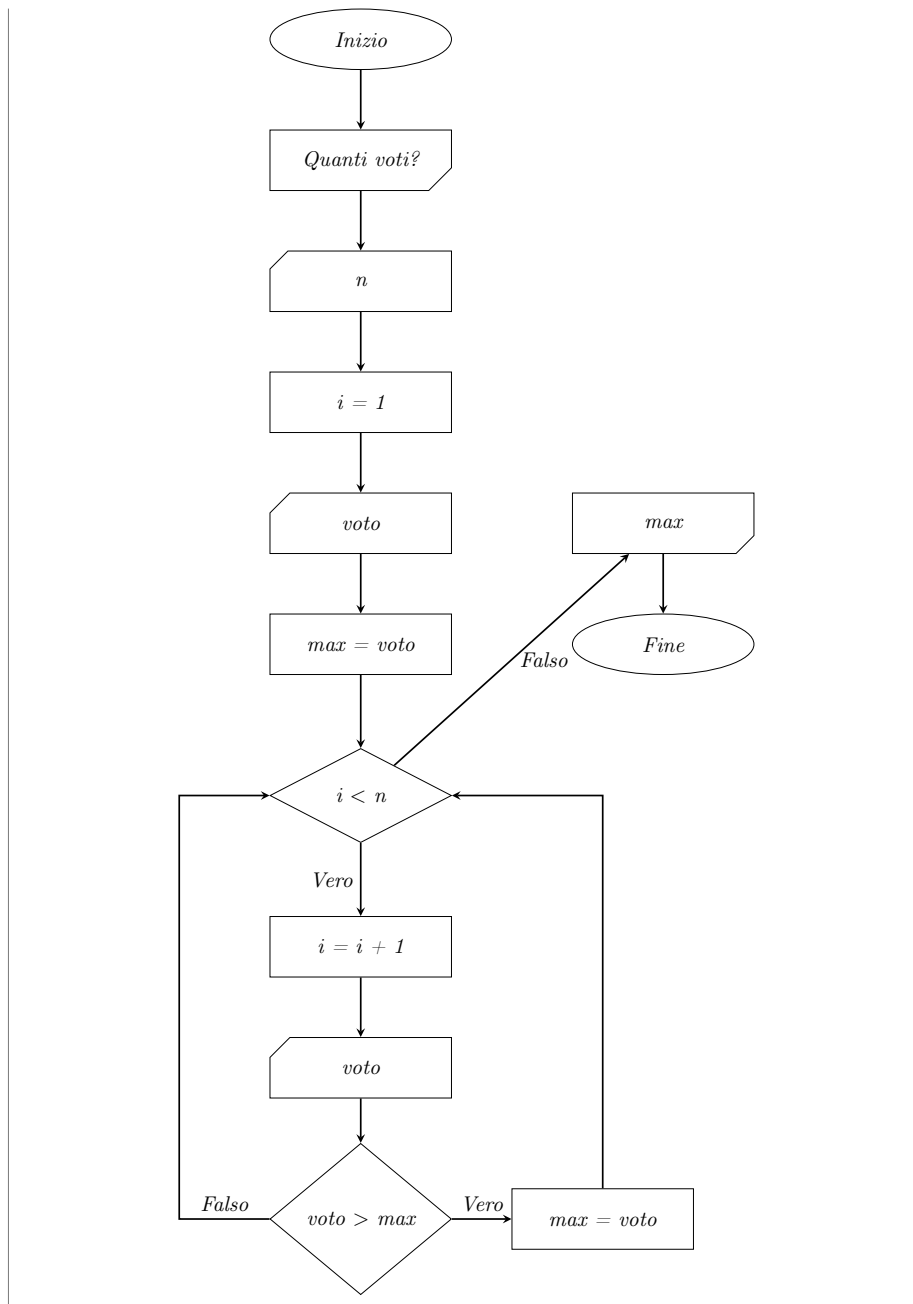 Inizio
Quanti voti?
n
i = 1
voto
max = voto
i < n
Falso
max
Fine
Vero
i = i + 1
voto
voto > max
Falso
Vero
max = voto